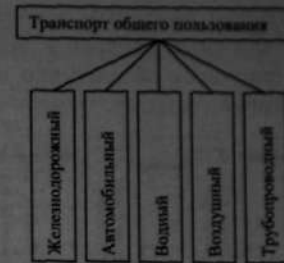 Транспорт общего пользования
Железнодорожный
Автомобильный
Водный
Воздушный
Трубопроводный